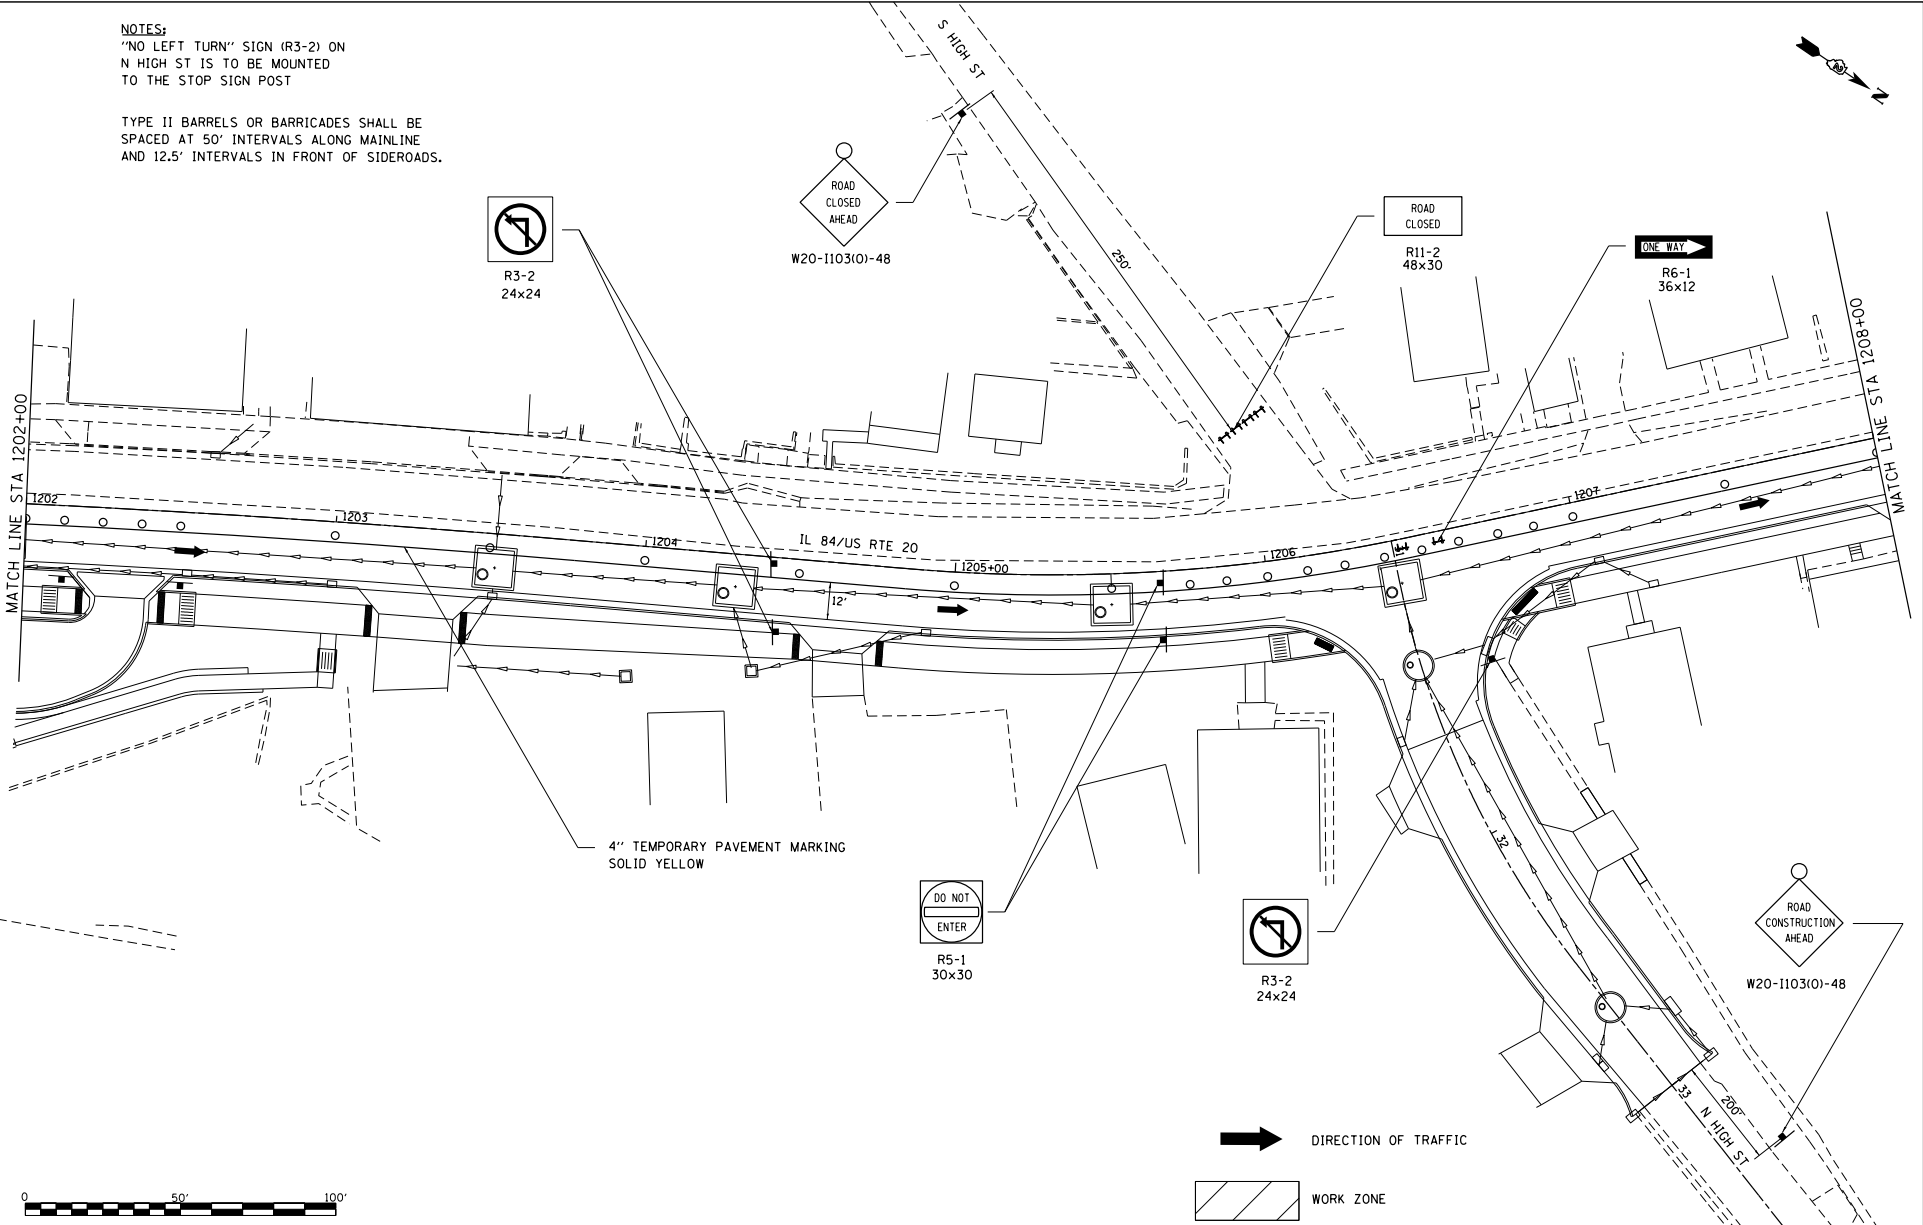 NOTES:
"NO LEFT TURN" SIGN (R3-2) ON
N HIGH ST IS TO BE MOUNTED
TO THE STOP SIGN POST
TYPE II BARRELS OR BARRICADES SHALL BE
SPACED AT 50' INTERVALS ALONG MAINLINE
AND 12.5' INTERVALS IN FRONT OF SIDEROADS.
S HIGH ST
N
ROAD
CLOSED
AHEAD
W20-I103(O)-48
R3-2
24x24
250'
ROAD
CLOSED
R11-2
48x30
ONE WAY
R6-1
36x12
MATCH LINE STA 1202+00
MATCH LINE STA 1208+00
1202
1203
1204
IL 84/US RTE 20
1205+00
1206
1207
12'
4" TEMPORARY PAVEMENT MARKING
SOLID YELLOW
DO NOT
ENTER
R5-1
30x30
R3-2
24x24
32
ROAD
CONSTRUCTION
AHEAD
W20-I103(O)-48
33
N HIGH ST
200'
DIRECTION OF TRAFFIC
WORK ZONE
0
50'
100'